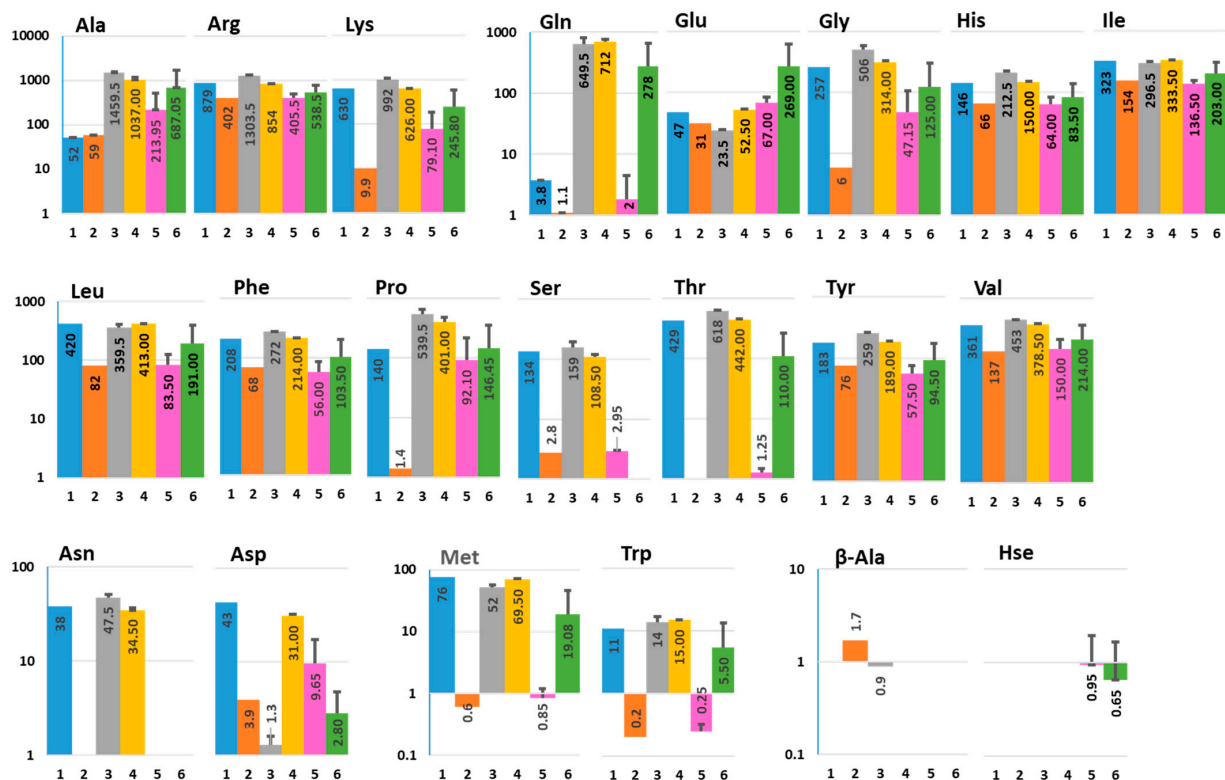 Ala Arg Lys Gln Glu Gly His Ile
10000
1000
100
10
1
52 59 1459.5 1037.00 213.95 687.05
879 402 1303.5 854 405.5 538.5
630 9.9 992 626.00 79.10 245.80
1 2 3 4 5 6 1 2 3 4 5 6 1 2 3 4 5 6
1000
100
10
1
3.8 1.1 649.5 712 2 278
47 31 23.5 52.50 67.00 269.00
257 6 506 314.00 47.15 125.00
146 66 212.5 150.00 64.00 83.50
323 154 296.5 333.50 136.50 203.00
1 2 3 4 5 6 1 2 3 4 5 6 1 2 3 4 5 6 1 2 3 4 5 6 1 2 3 4 5 6
Leu Phe Pro Ser Thr Tyr Val
1000
100
10
1
420 82 359.5 413.00 83.50 191.00
208 68 272 214.00 56.00 103.50
140 1.4 539.5 401.00 92.10 146.45
134 2.8 159 108.50 2.95
429 618 442.00 1.25 110.00
183 76 259 189.00 57.50 94.50
361 137 453 378.50 150.00 214.00
1 2 3 4 5 6 1 2 3 4 5 6 1 2 3 4 5 6 1 2 3 4 5 6 1 2 3 4 5 6 1 2 3 4 5 6 1 2 3 4 5 6
Asn Asp Met Trp β-Ala Hse
100
10
1
38 47.5 34.50
43 3.9 1.3 31.00 9.65 2.80
1 2 3 4 5 6 1 2 3 4 5 6
100
10
1
0.1
76 0.6 52 69.50 0.85 19.08
11 0.2 14 15.00 0.25 5.50
1 2 3 4 5 6 1 2 3 4 5 6
10
1
0.1
1.7 0.9
0.95 0.65
1 2 3 4 5 6 1 2 3 4 5 6